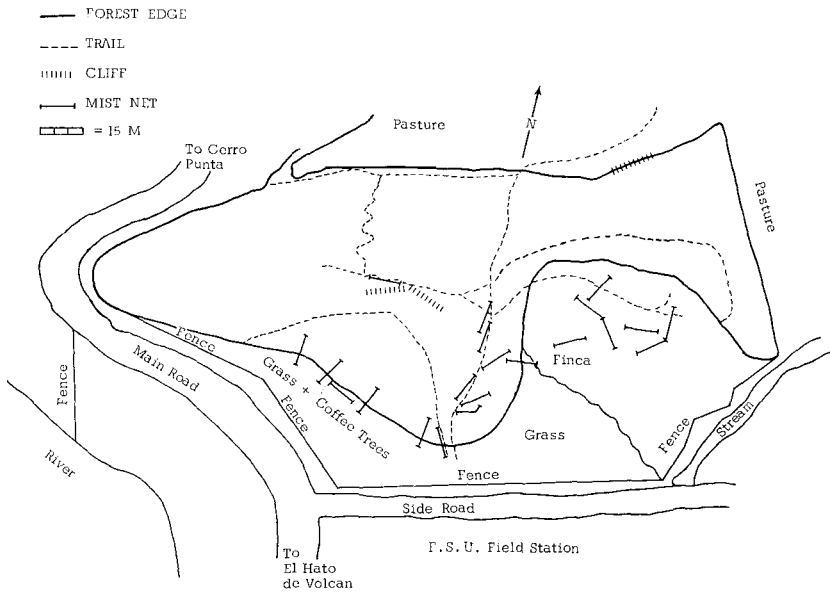 FOREST EDGE
TRAIL
CLIFF
MIST NET
= 15 M
To Cerro
Punta
Pasture
N
Pasture
Fence
Main Road
Fence
River
Grass + Coffee Trees
Fence
Finca
Grass
Fence
Fence
Stream
Side Road
To
El Hato
de Volcan
F.S.U. Field Station